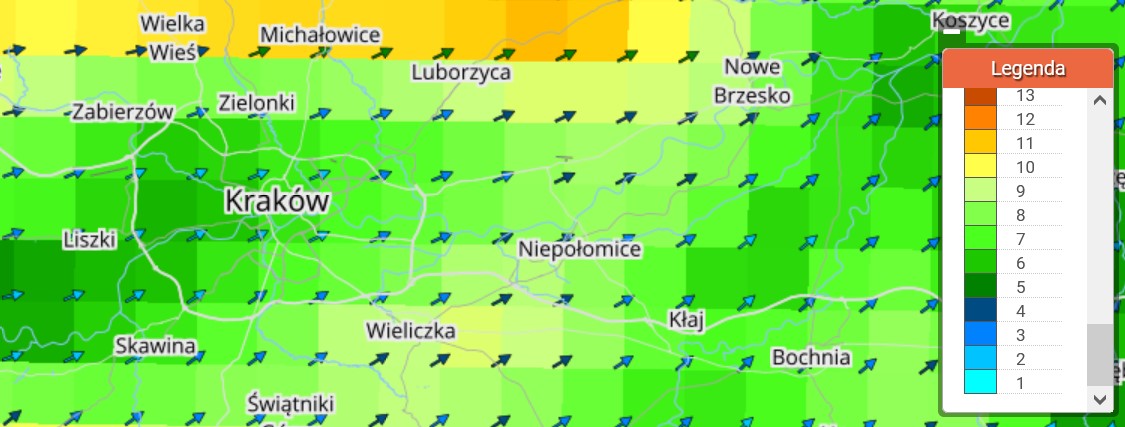 Wielka
Wieś
Michałowice
Koszyce
Luborzyca
Nowe
Brzesko
Zabierzów
Zielonki
Kraków
Liszki
Niepołomice
Wieliczka
Kłaj
Skawina
Bochnia
Świątniki
Legenda
13
12
11
10
9
8
7
6
5
4
3
2
1